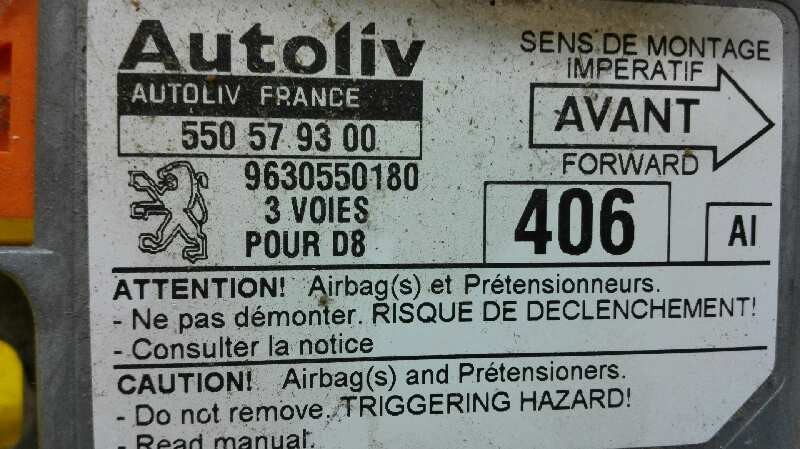 Autoliv
AUTOLIV FRANCE
550 57 93 00
9630550180
3 VOIES
POUR D8
SENS DE MONTAGE
IMPERATIF
AVANT
FORWARD
406
AI
ATTENTION! Airbag(s) et Prétensionneurs.
- Ne pas démonter. RISQUE DE DECLENCHEMENT!
- Consulter la notice
CAUTION! Airbag(s) and Prétensioners.
- Do not remove. TRIGGERING HAZARD!
- Read manual.